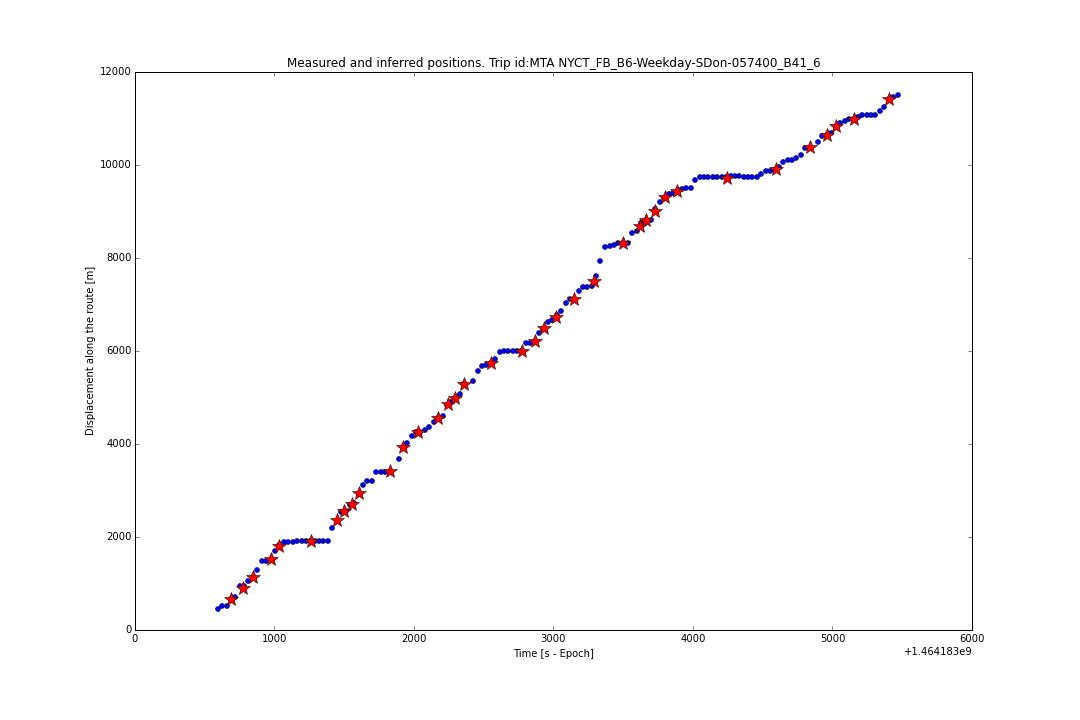 Measured and inferred positions. Trip id:MTA NYCT_FB_B6-Weekday-SDon-057400_B41_6
12000
10000
8000
6000
4000
2000
0
Displacement along the route [m]
0 1000 2000 3000 4000 5000 6000
Time [s - Epoch]
+1.464183e9